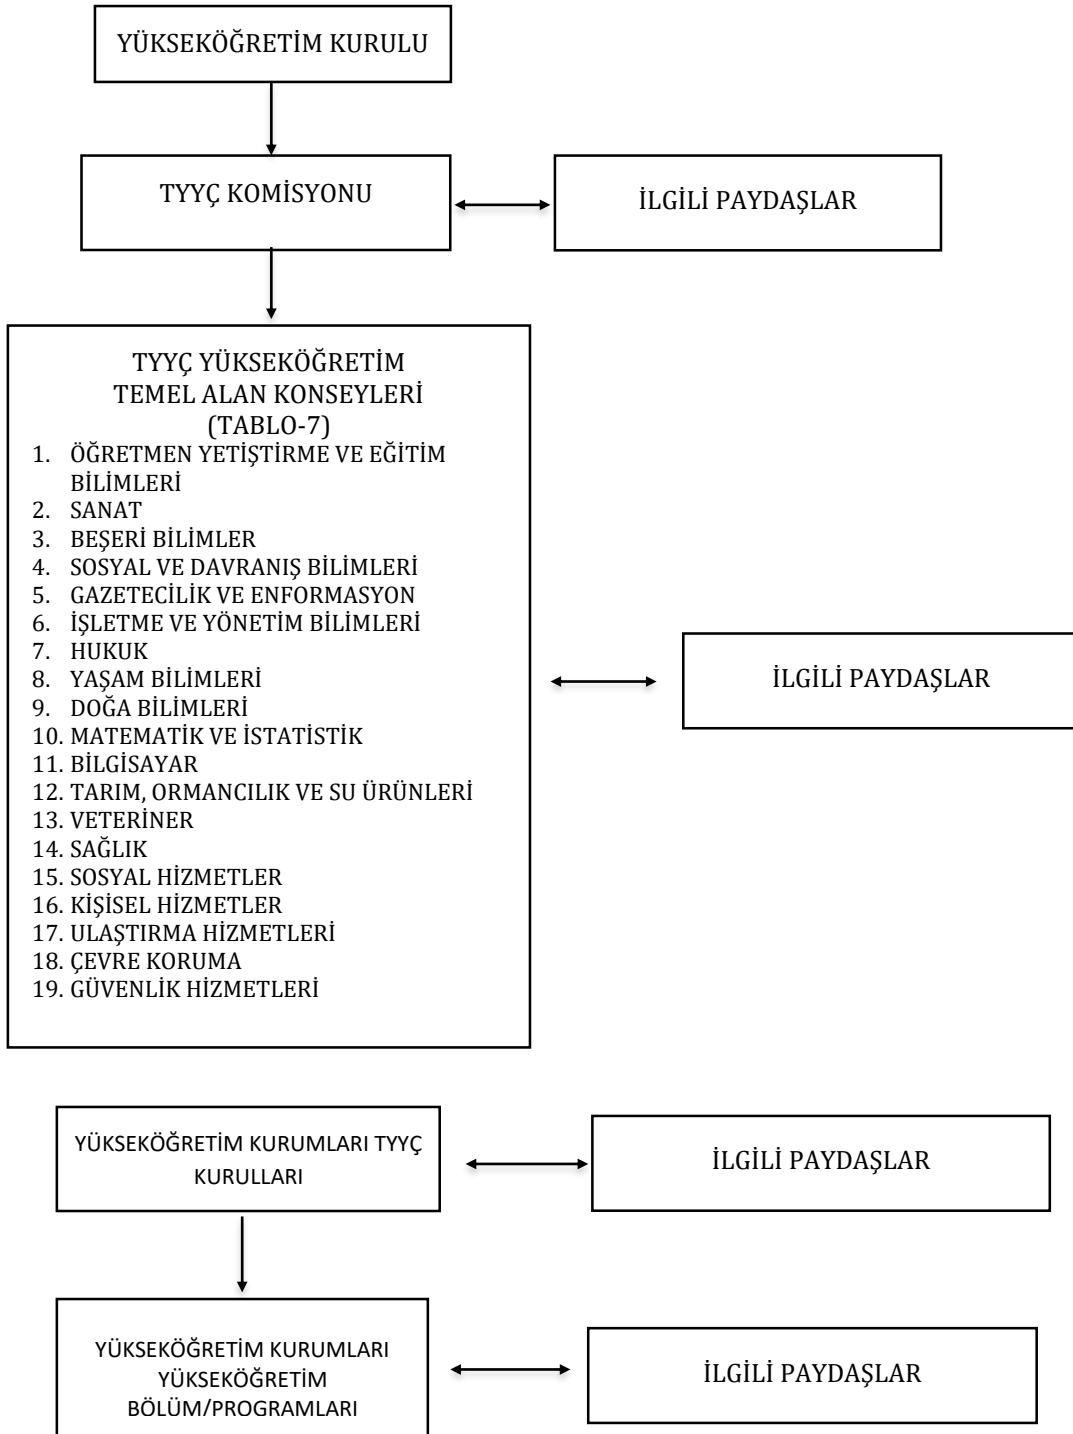 YÜKSEKÖĞRETİM KURULU
TYYÇ KOMİSYONU
İLGİLİ PAYDAŞLAR
TYYÇ YÜKSEKÖĞRETİM
TEMEL ALAN KONSEYLERİ
(TABLO-7)
1. ÖĞRETMEN YETİŞTİRME VE EĞİTİM
BİLİMLERİ
2. SANAT
3. BEŞERİ BİLİMLER
4. SOSYAL VE DAVRANIŞ BİLİMLERİ
5. GAZETECİLİK VE ENFORMASYON
6. İŞLETME VE YÖNETİM BİLİMLERİ
7. HUKUK
8. YAŞAM BİLİMLERİ
9. DOĞA BİLİMLERİ
10. MATEMATİK VE İSTATİSTİK
11. BİLGİSAYAR
12. TARIM, ORMANCILIK VE SU ÜRÜNLERİ
13. VETERİNER
14. SAĞLIK
15. SOSYAL HİZMETLER
16. KİŞİSEL HİZMETLER
17. ULAŞTIRMA HİZMETLERİ
18. ÇEVRE KORUMA
19. GÜVENLİK HİZMETLERİ
İLGİLİ PAYDAŞLAR
YÜKSEKÖĞRETİM KURUMLARI TYYÇ
KURULLARI
İLGİLİ PAYDAŞLAR
YÜKSEKÖĞRETİM KURUMLARI
YÜKSEKÖĞRETİM
BÖLÜM/PROGRAMLARI
İLGİLİ PAYDAŞLAR